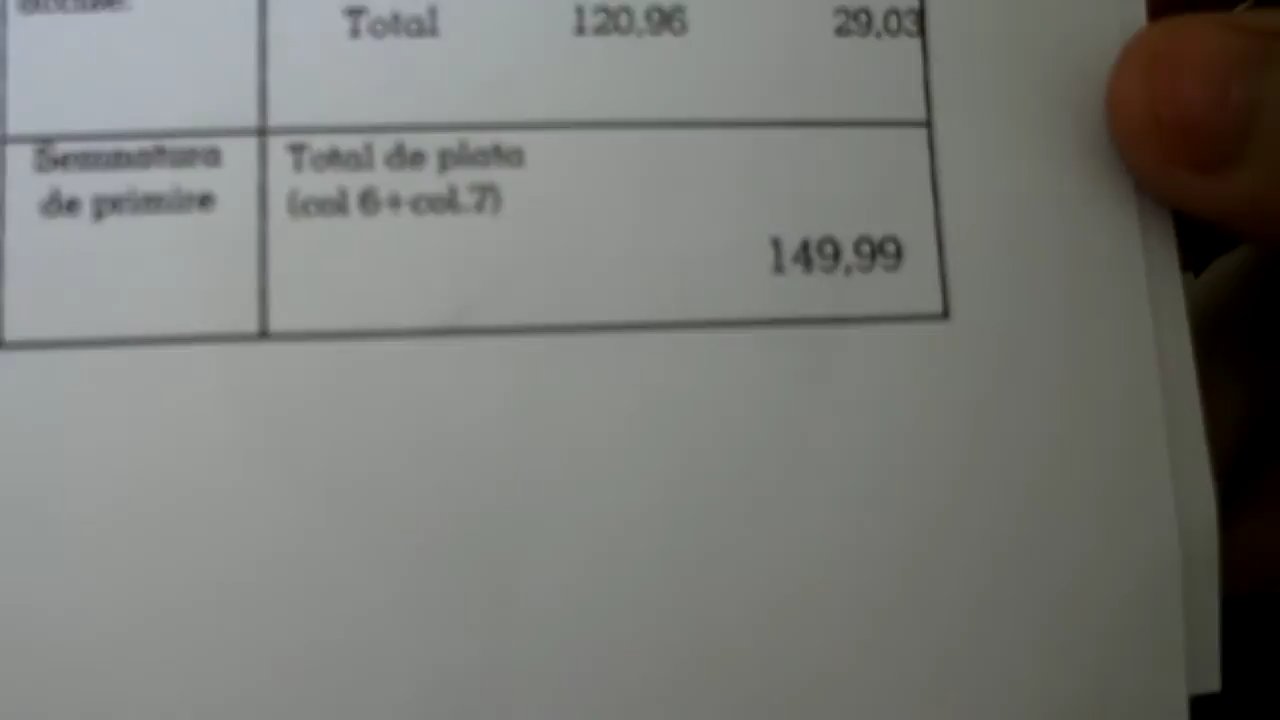 Total 120,96 29,03
Semnatura
de primire
Total de plata
(col 6+col.7)
149,99